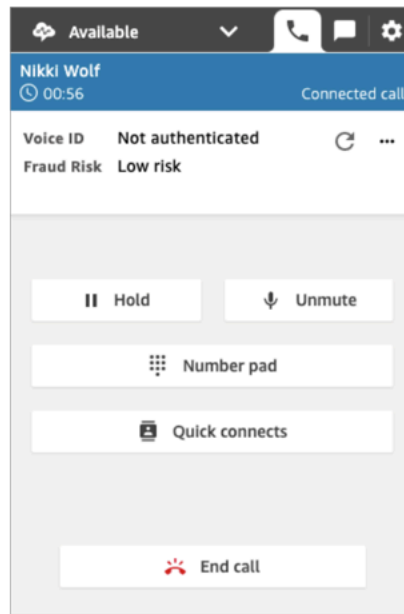 Available
Nikki Wolf
00:56 Connected call
Voice ID Not authenticated
Fraud Risk Low risk
Hold Unmute
Number pad
Quick connects
End call